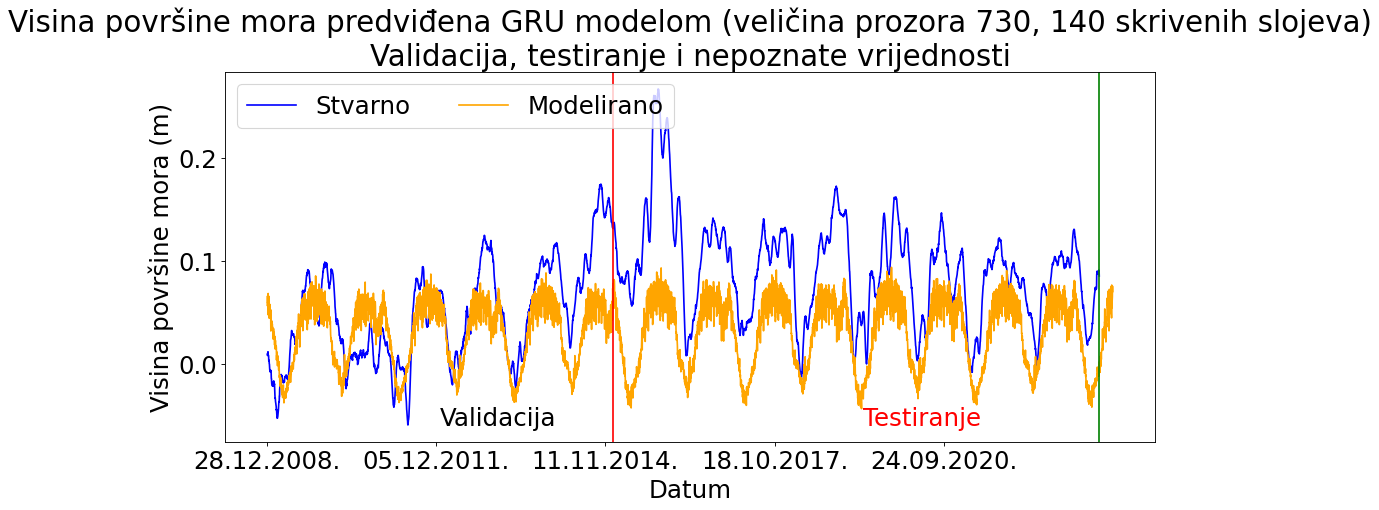 Visina površine mora predviđena GRU modelom (veličina prozora 730, 140 skrivenih slojeva)
Validacija, testiranje i nepoznate vrijednosti
Stvarno
Modelirano
Visina površine mora (m)
0.2
0.1
0.0
Validacija
Testiranje
28.12.2008.
05.12.2011.
11.11.2014.
18.10.2017.
24.09.2020.
Datum